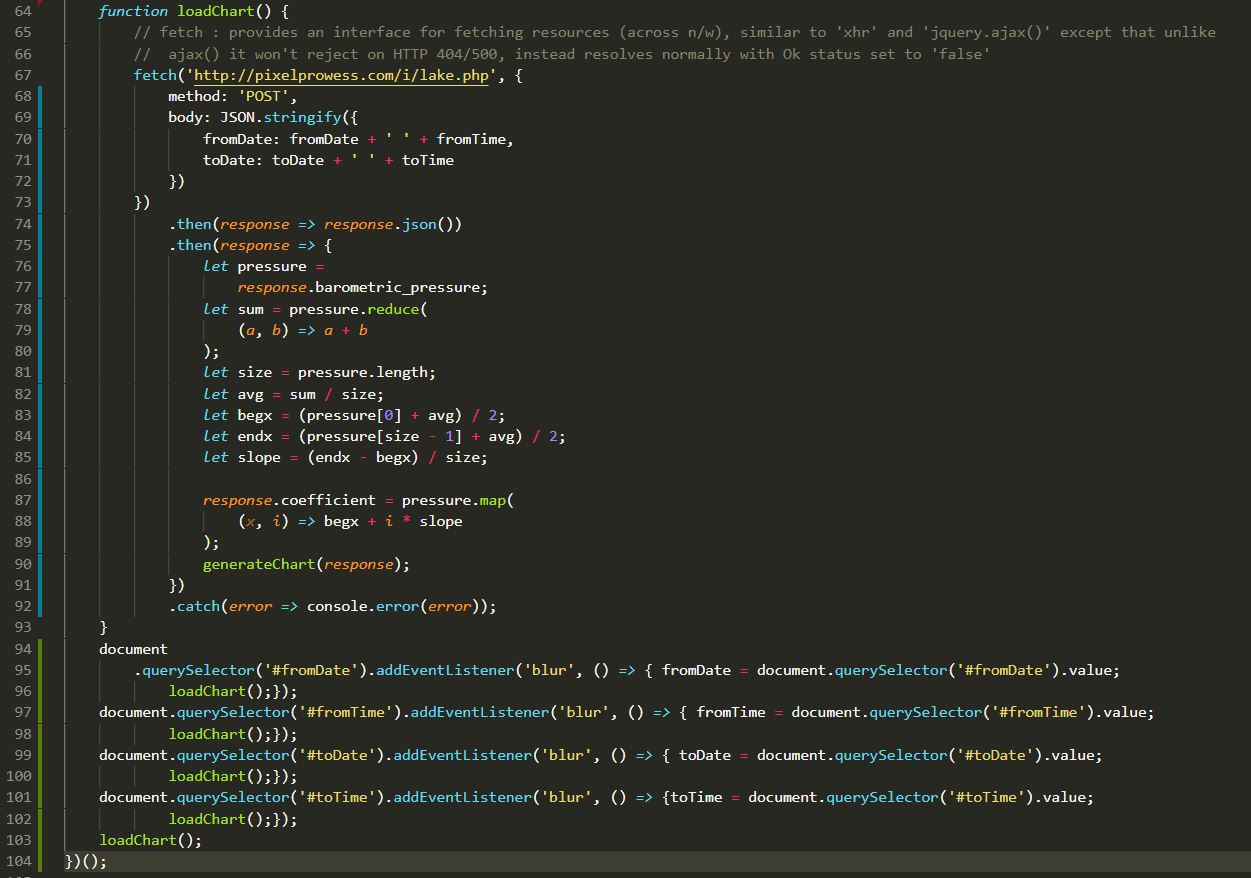 64 function loadChart() {
65 // fetch : provides an interface for fetching resources (across n/w), similar to 'xhr' and 'jquery.ajax()' except that unlike
66 //  ajax() it won't reject on HTTP 404/500, instead resolves normally with Ok status set to 'false'
67 fetch('http://pixelprowess.com/i/lake.php', {
68 method: 'POST',
69 body: JSON.stringify({
70 fromDate: fromDate + ' ' + fromTime,
71 toDate: toDate + ' ' + toTime
72 })
73 })
74 .then(response => response.json())
75 .then(response => {
76 let pressure =
77 response.barometric_pressure;
78 let sum = pressure.reduce(
79 (a, b) => a + b
80 );
81 let size = pressure.length;
82 let avg = sum / size;
83 let begx = (pressure[0] + avg) / 2;
84 let endx = (pressure[size - 1] + avg) / 2;
85 let slope = (endx - begx) / size;
86
87 response.coefficient = pressure.map(
88 (x, i) => begx + i * slope
89 );
90 generateChart(response);
91 })
92 .catch(error => console.error(error));
93 }
94 document
95 .querySelector('#fromDate').addEventListener('blur', () => { fromDate = document.querySelector('#fromDate').value;
96 loadChart();});
97 document.querySelector('#fromTime').addEventListener('blur', () => { fromTime = document.querySelector('#fromTime').value;
98 loadChart();});
99 document.querySelector('#toDate').addEventListener('blur', () => { toDate = document.querySelector('#toDate').value;
100 loadChart();});
101 document.querySelector('#toTime').addEventListener('blur', () => {toTime = document.querySelector('#toTime').value;
102 loadChart();});
103 loadChart();
104 })();